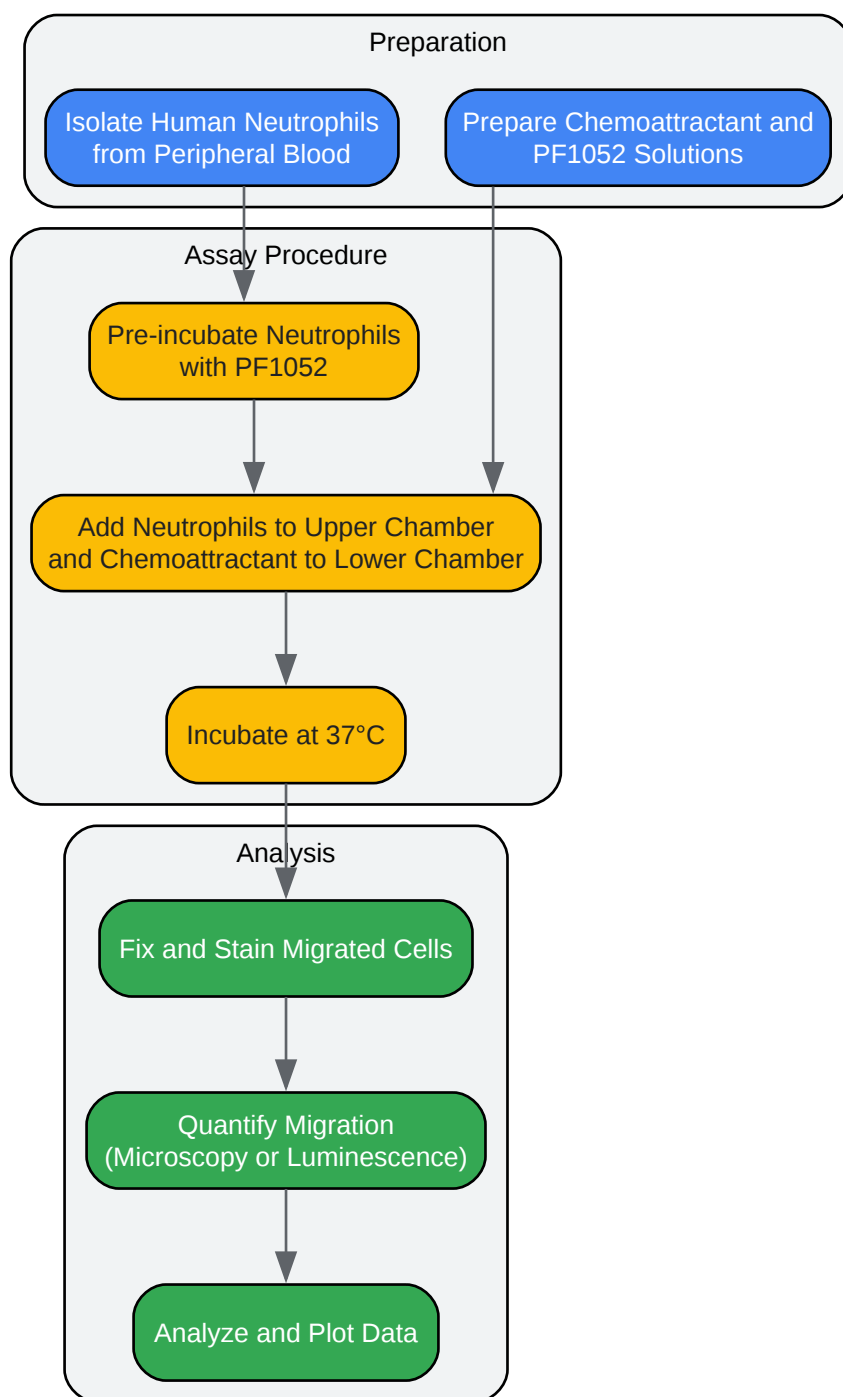 Preparation
Isolate Human Neutrophils
from Peripheral Blood
Prepare Chemoattractant and
PF1052 Solutions
Assay Procedure
Pre-incubate Neutrophils
with PF1052
Add Neutrophils to Upper Chamber
and Chemoattractant to Lower Chamber
Incubate at 37°C
Analysis
Fix and Stain Migrated Cells
Quantify Migration
(Microscopy or Luminescence)
Analyze and Plot Data